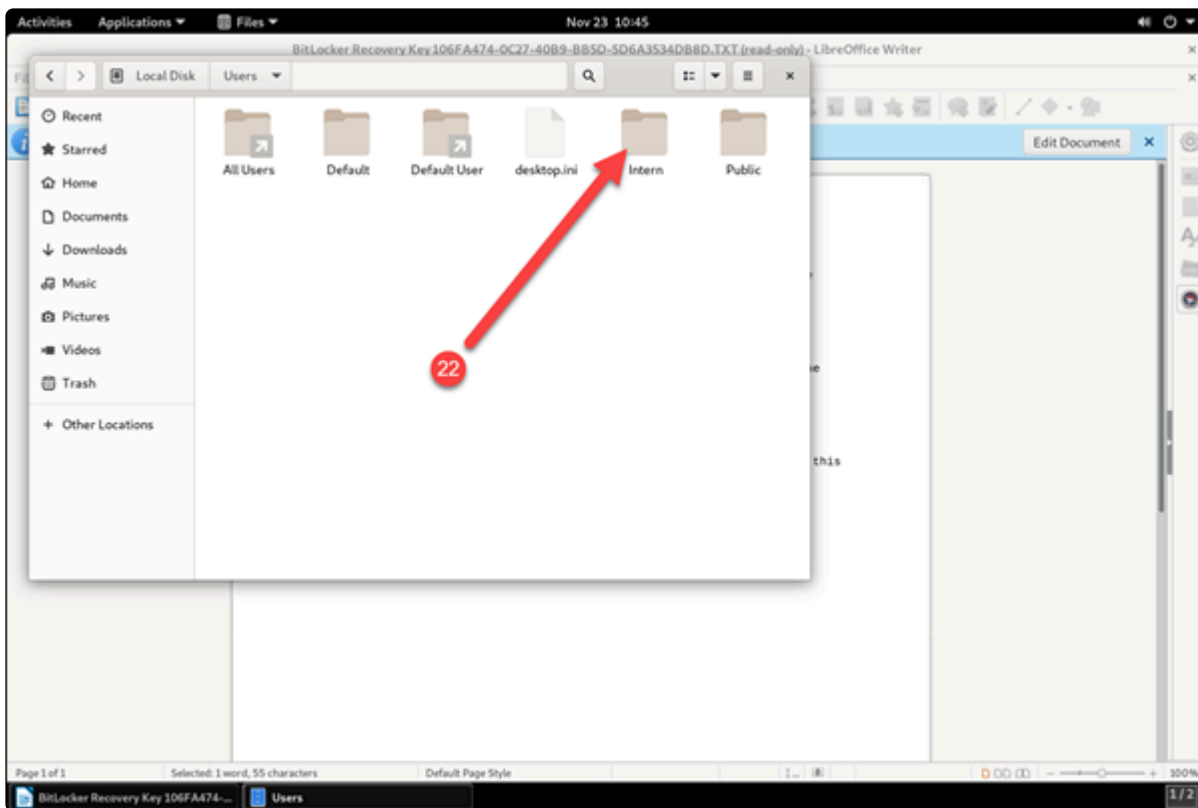 Activities Applications Files Nov 23 10:45
BitLocker Recovery Key 106FA474-0C27-40B9-BB5D-5D6A3534DB8D.TXT (read-only) - LibreOffice Writer
Local Disk Users
Recent
Starred
Home
Documents
Downloads
Music
Pictures
Videos
Trash
+ Other Locations
All Users Default Default User desktop.ini Intern Public
22
Edit Document
this
Page 1 of 1 Selected: 1 word, 55 characters Default Page Style 100%
BitLocker Recovery Key 106FA474-... Users 1/2